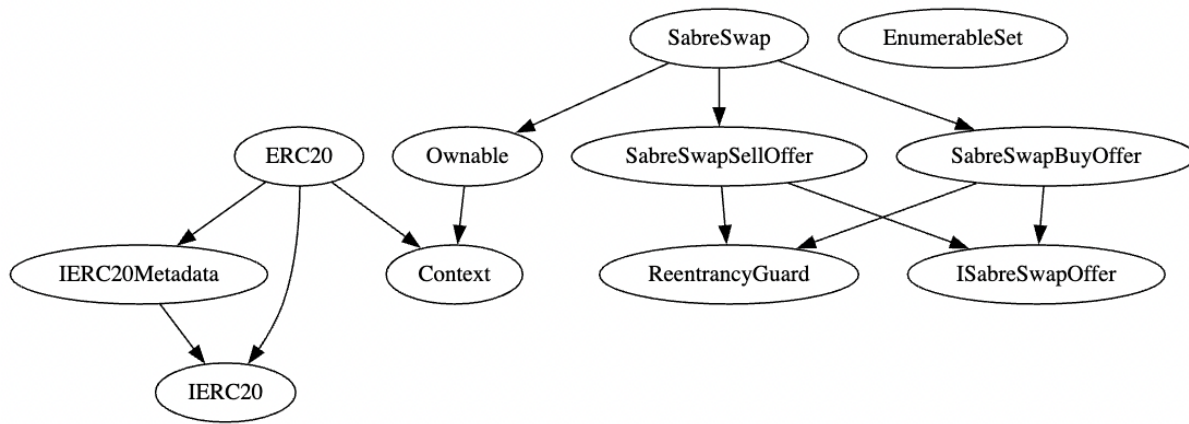 SabreSwap
EnumerableSet
ERC20
Ownable
SabreSwapSellOffer
SabreSwapBuyOffer
IERC20Metadata
Context
ReentrancyGuard
ISabreSwapOffer
IERC20